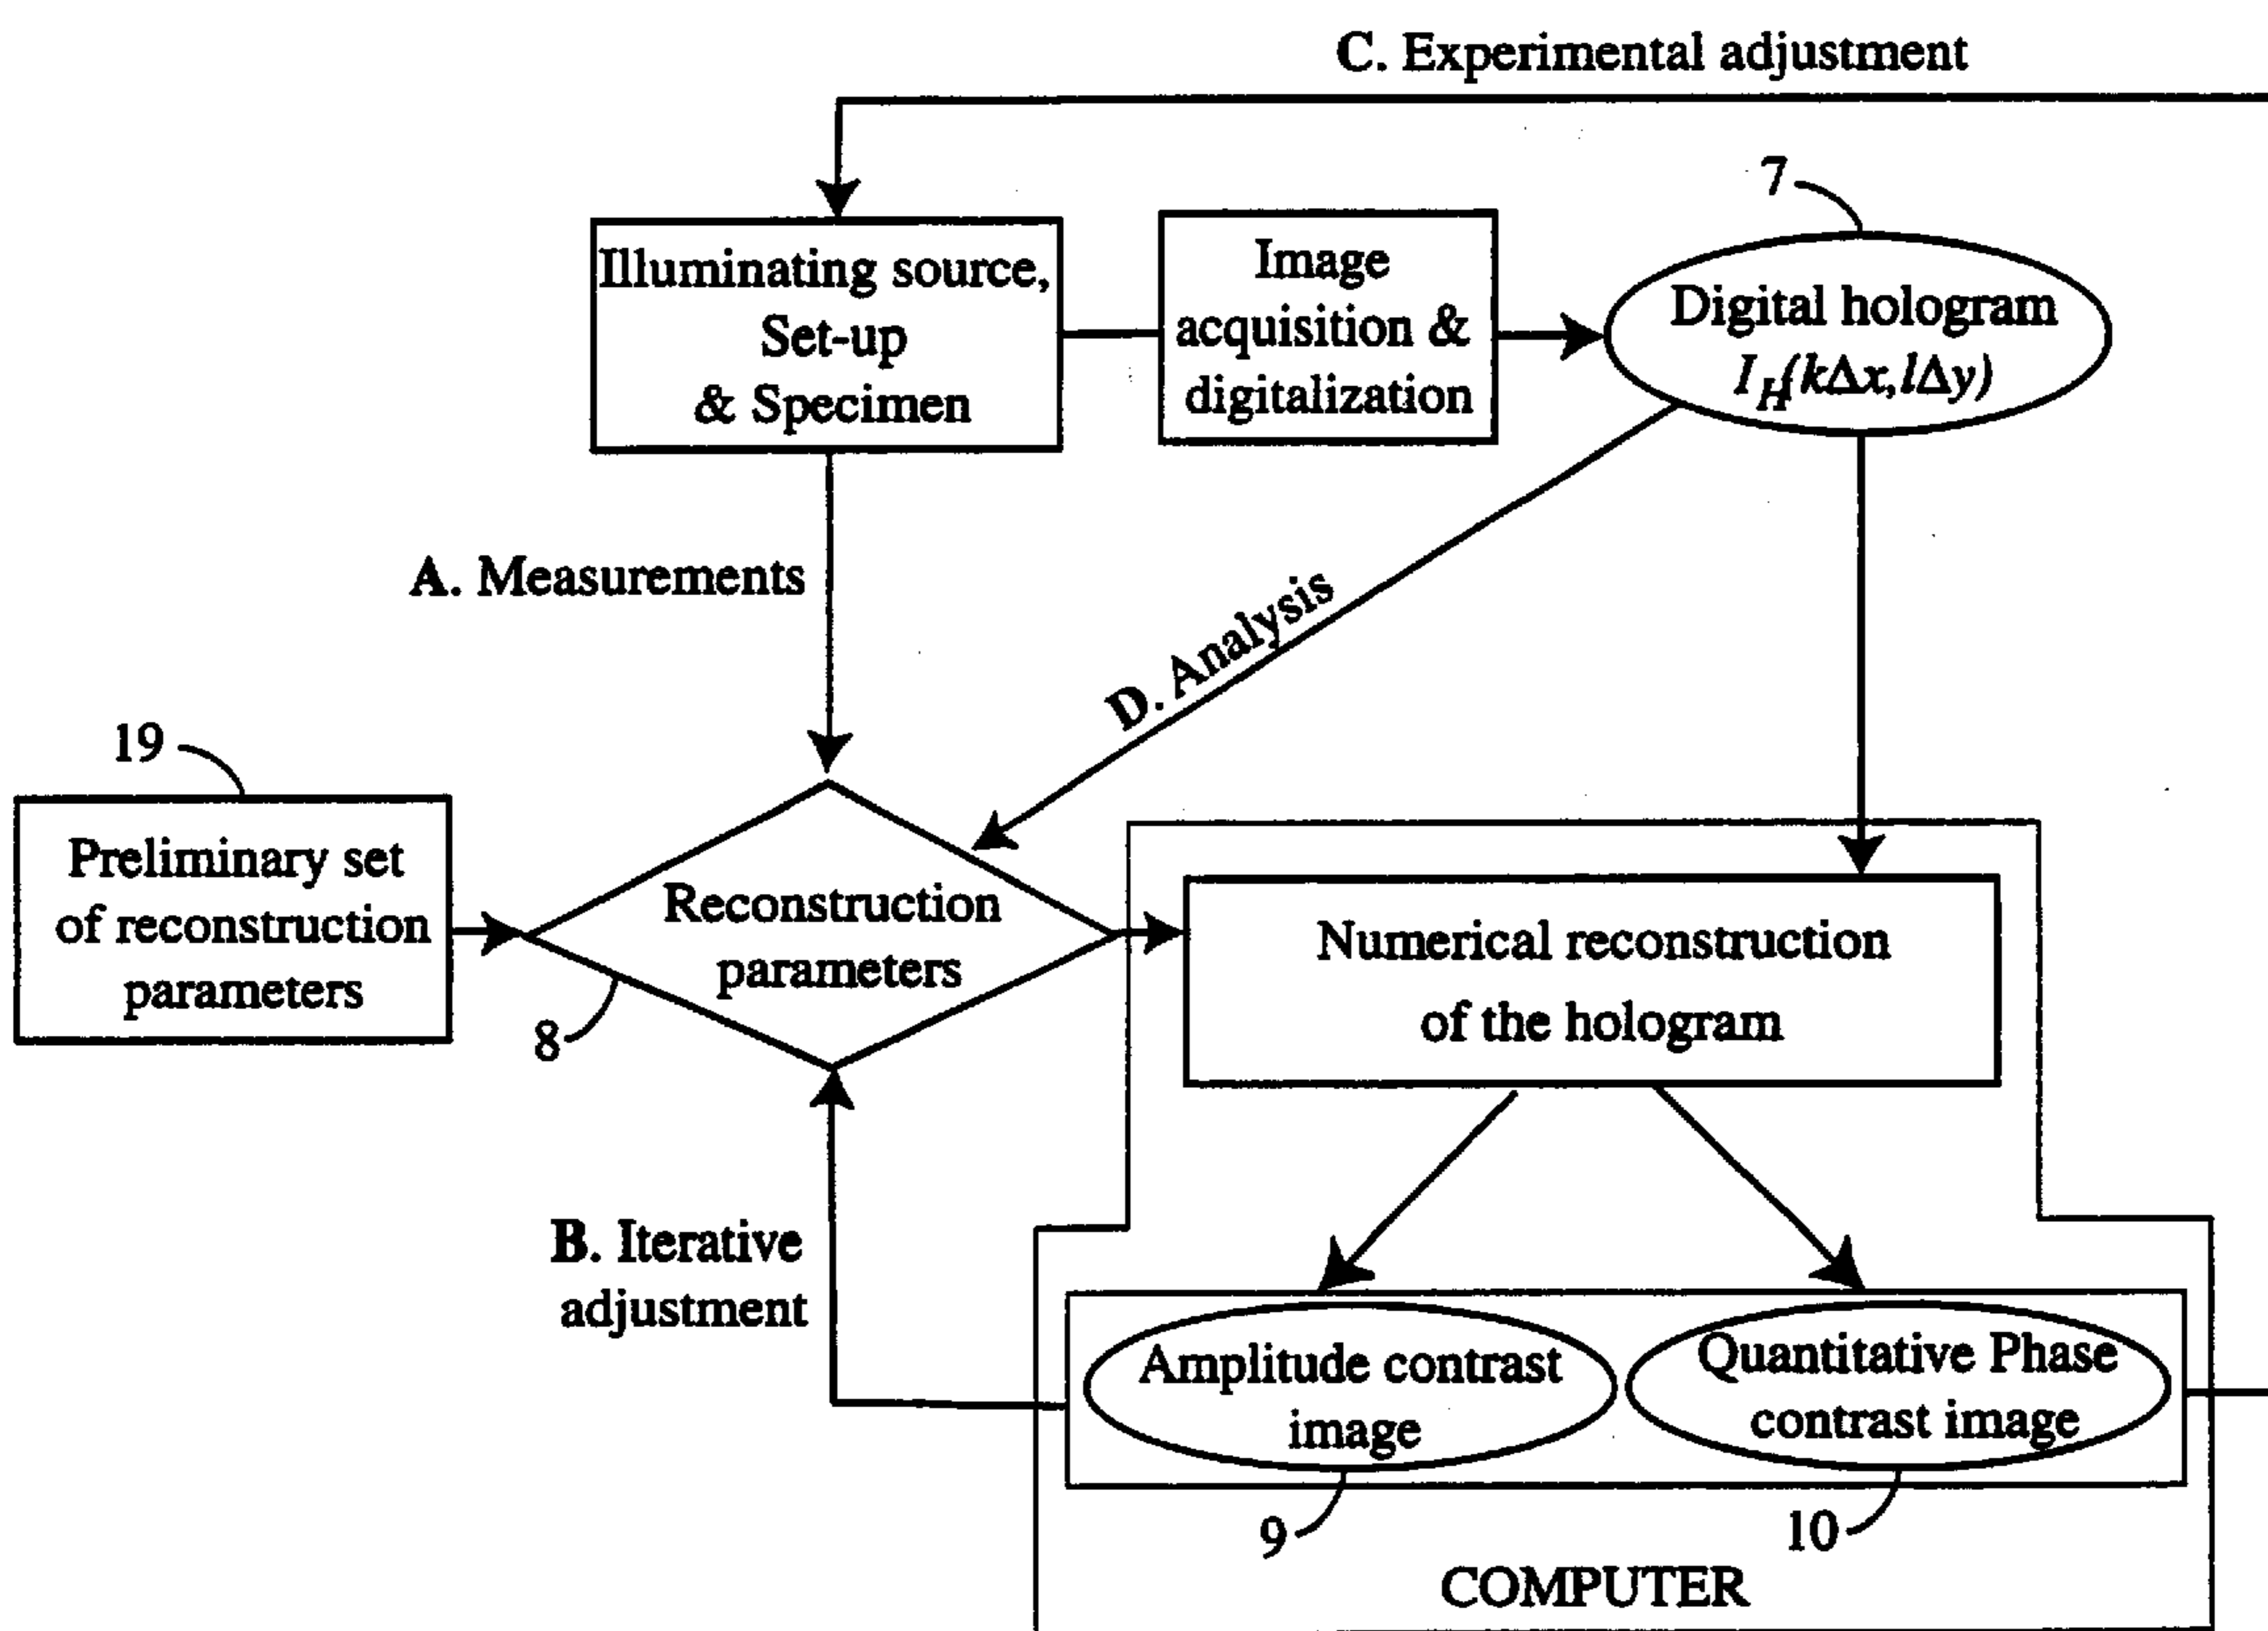 C. Experimental adjustment
7
Illuminating source,
Set-up
& Specimen
Image
acquisition &
digitalization
Digital hologram
I_H(kΔx,lΔy)
A. Measurements
D. Analysis
19
Preliminary set
of reconstruction
parameters
Reconstruction
parameters
8
Numerical reconstruction
of the hologram
B. Iterative
adjustment
Amplitude contrast
image
Quantitative Phase
contrast image
9
10
COMPUTER